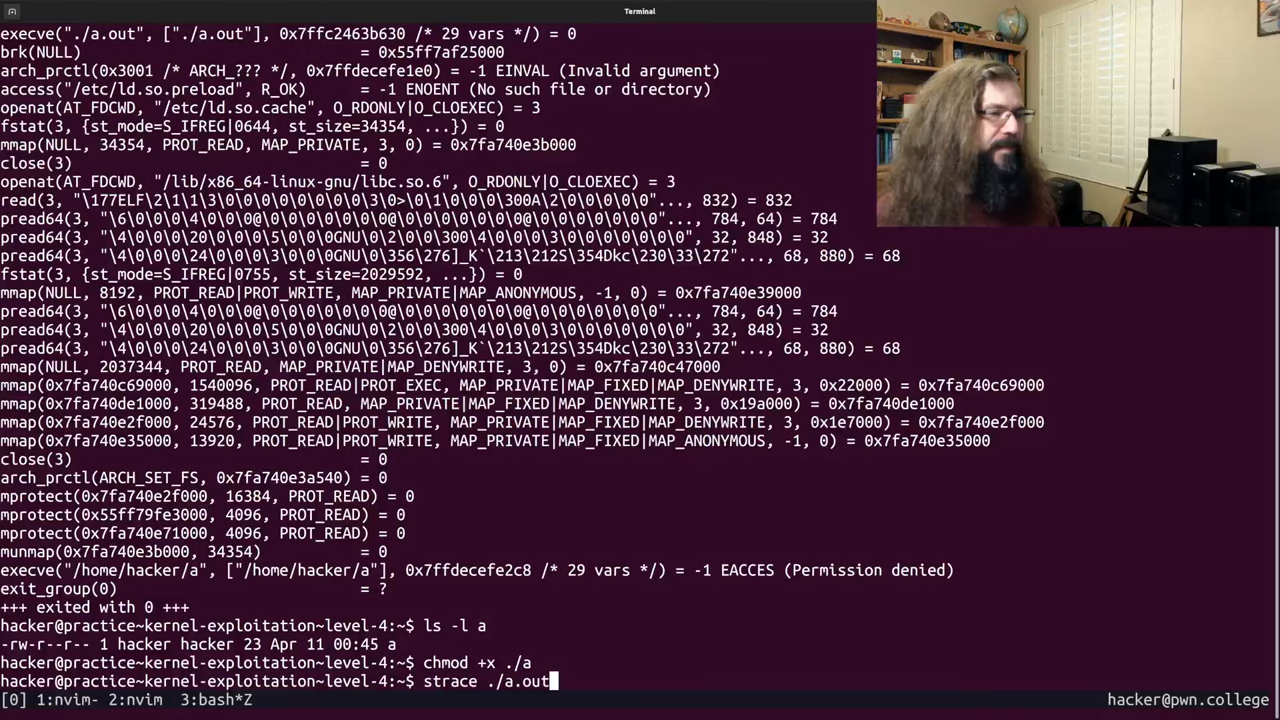 Terminal
execve("./a.out", ["./a.out"], 0x7ffc2463b630 /* 29 vars */) = 0
brk(NULL)                               = 0x55ff7af25000
arch_prctl(0x3001 /* ARCH_??? */, 0x7ffdecefe1e0) = -1 EINVAL (Invalid argument)
access("/etc/ld.so.preload", R_OK)      = -1 ENOENT (No such file or directory)
openat(AT_FDCWD, "/etc/ld.so.cache", O_RDONLY|O_CLOEXEC) = 3
fstat(3, {st_mode=S_IFREG|0644, st_size=34354, ...}) = 0
mmap(NULL, 34354, PROT_READ, MAP_PRIVATE, 3, 0) = 0x7fa740e3b000
close(3)                                = 0
openat(AT_FDCWD, "/lib/x86_64-linux-gnu/libc.so.6", O_RDONLY|O_CLOEXEC) = 3
read(3, "\177ELF\2\1\1\3\0\0\0\0\0\0\0\0\3\0>\0\1\0\0\0\300A\2\0\0\0\0\0"..., 832) = 832
pread64(3, "\6\0\0\0\4\0\0\0@\0\0\0\0\0\0\0@\0\0\0\0\0\0\0@\0\0\0\0\0\0\0"..., 784, 64) = 784
pread64(3, "\4\0\0\0\20\0\0\0\5\0\0\0GNU\0\2\0\0\300\4\0\0\0\3\0\0\0\0\0\0\0", 32, 848) = 32
pread64(3, "\4\0\0\0\24\0\0\0\3\0\0\0GNU\0\356\276]_K`\213\212S\354Dkc\230\33\272"..., 68, 880) = 68
fstat(3, {st_mode=S_IFREG|0755, st_size=2029592, ...}) = 0
mmap(NULL, 8192, PROT_READ|PROT_WRITE, MAP_PRIVATE|MAP_ANONYMOUS, -1, 0) = 0x7fa740e39000
pread64(3, "\6\0\0\0\4\0\0\0@\0\0\0\0\0\0\0@\0\0\0\0\0\0\0@\0\0\0\0\0\0\0"..., 784, 64) = 784
pread64(3, "\4\0\0\0\20\0\0\0\5\0\0\0GNU\0\2\0\0\300\4\0\0\0\3\0\0\0\0\0\0\0", 32, 848) = 32
pread64(3, "\4\0\0\0\24\0\0\0\3\0\0\0GNU\0\356\276]_K`\213\212S\354Dkc\230\33\272"..., 68, 880) = 68
mmap(NULL, 2037344, PROT_READ, MAP_PRIVATE|MAP_DENYWRITE, 3, 0) = 0x7fa740c47000
mmap(0x7fa740c69000, 1540096, PROT_READ|PROT_EXEC, MAP_PRIVATE|MAP_FIXED|MAP_DENYWRITE, 3, 0x22000) = 0x7fa740c69000
mmap(0x7fa740de1000, 319488, PROT_READ, MAP_PRIVATE|MAP_FIXED|MAP_DENYWRITE, 3, 0x19a000) = 0x7fa740de1000
mmap(0x7fa740e2f000, 24576, PROT_READ|PROT_WRITE, MAP_PRIVATE|MAP_FIXED|MAP_DENYWRITE, 3, 0x1e7000) = 0x7fa740e2f000
mmap(0x7fa740e35000, 13920, PROT_READ|PROT_WRITE, MAP_PRIVATE|MAP_FIXED|MAP_ANONYMOUS, -1, 0) = 0x7fa740e35000
close(3)                                = 0
arch_prctl(ARCH_SET_FS, 0x7fa740e3a540) = 0
mprotect(0x7fa740e2f000, 16384, PROT_READ) = 0
mprotect(0x55ff79fe3000, 4096, PROT_READ) = 0
mprotect(0x7fa740e71000, 4096, PROT_READ) = 0
munmap(0x7fa740e3b000, 34354)           = 0
execve("/home/hacker/a", ["/home/hacker/a"], 0x7ffdecefe2c8 /* 29 vars */) = -1 EACCES (Permission denied)
exit_group(0)                           = ?
+++ exited with 0 +++
hacker@practice~kernel-exploitation~level-4:~$ ls -l a
-rw-r--r-- 1 hacker hacker 23 Apr 11 00:45 a
hacker@practice~kernel-exploitation~level-4:~$ chmod +x ./a
hacker@practice~kernel-exploitation~level-4:~$ strace ./a.out
[0] 1:nvim- 2:nvim  3:bash*Z hacker@pwn.college